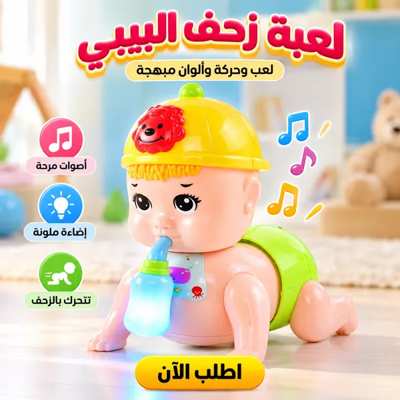 لعبة زحف البيبي
لعب وحركة وألوان مبهجة
أصوات مرحة
إضاءة ملونة
تتحرك بالزحف
اطلب الآن